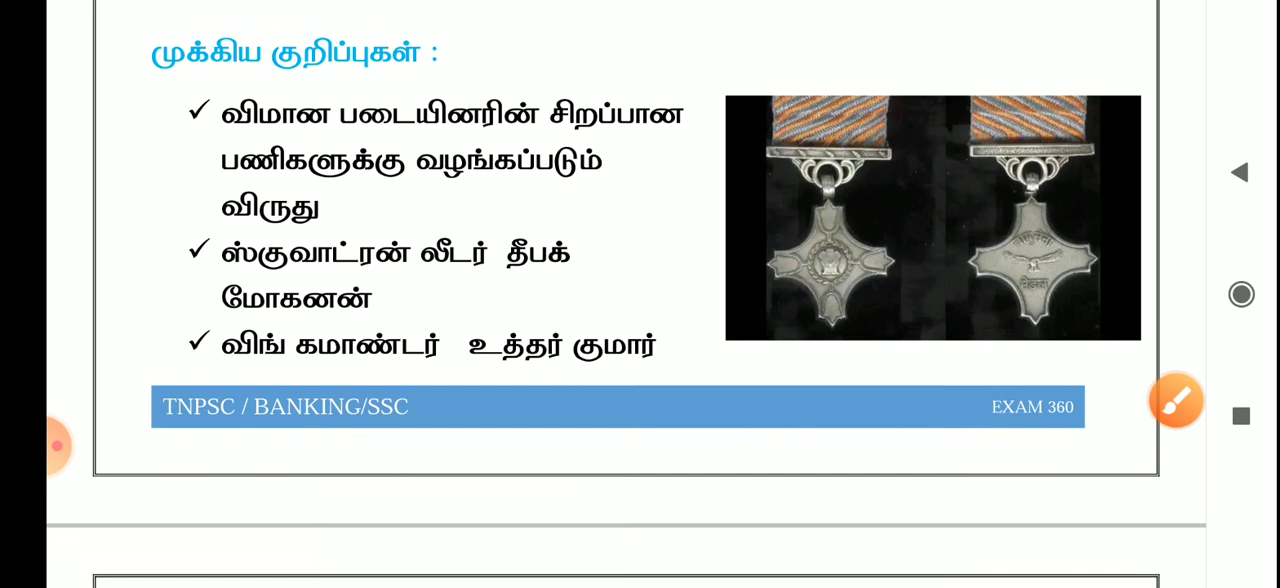 முக்கிய குறிப்புகள் :
✓ விமான படையினரின் சிறப்பான
பணிகளுக்கு வழங்கப்படும்
விருது
✓ ஸ்குவாட்ரன் லீடர் தீபக்
மோகனன்
✓ விங் கமாண்டர் உத்தர் குமார்
வாயுसेना
मेडल
TNPSC / BANKING/SSC
EXAM 360